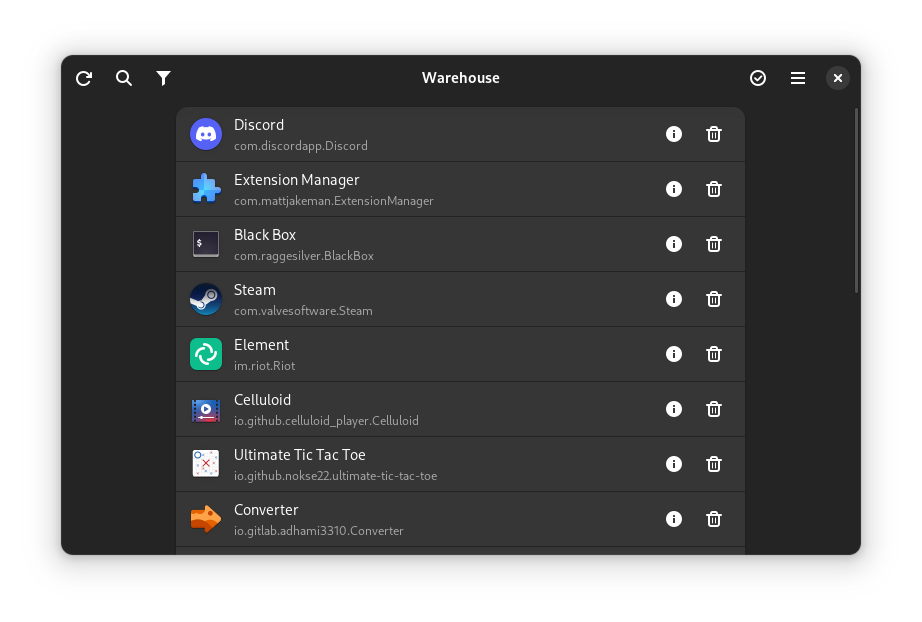 Warehouse
Discord
com.discordapp.Discord
Extension Manager
com.mattjakeman.ExtensionManager
$
Black Box
com.raggesilver.BlackBox
Steam
com.valvesoftware.Steam
Element
im.riot.Riot
Celluloid
io.github.celluloid_player.Celluloid
Ultimate Tic Tac Toe
io.github.nokse22.ultimate-tic-tac-toe
Converter
io.gitlab.adhami3310.Converter